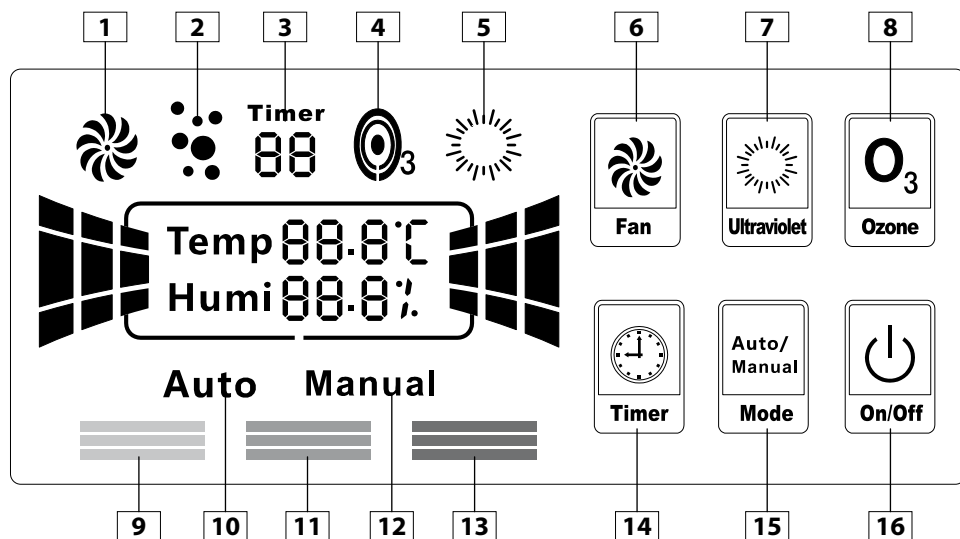 1 2 3 4 5 6 7 8
Timer
88
3
Temp 88.8°C
Humi 88.8%
Auto Manual
Fan
Ultraviolet
O3
Ozone
Timer
Auto/
Manual
Mode
On/Off
9 10 11 12 13 14 15 16